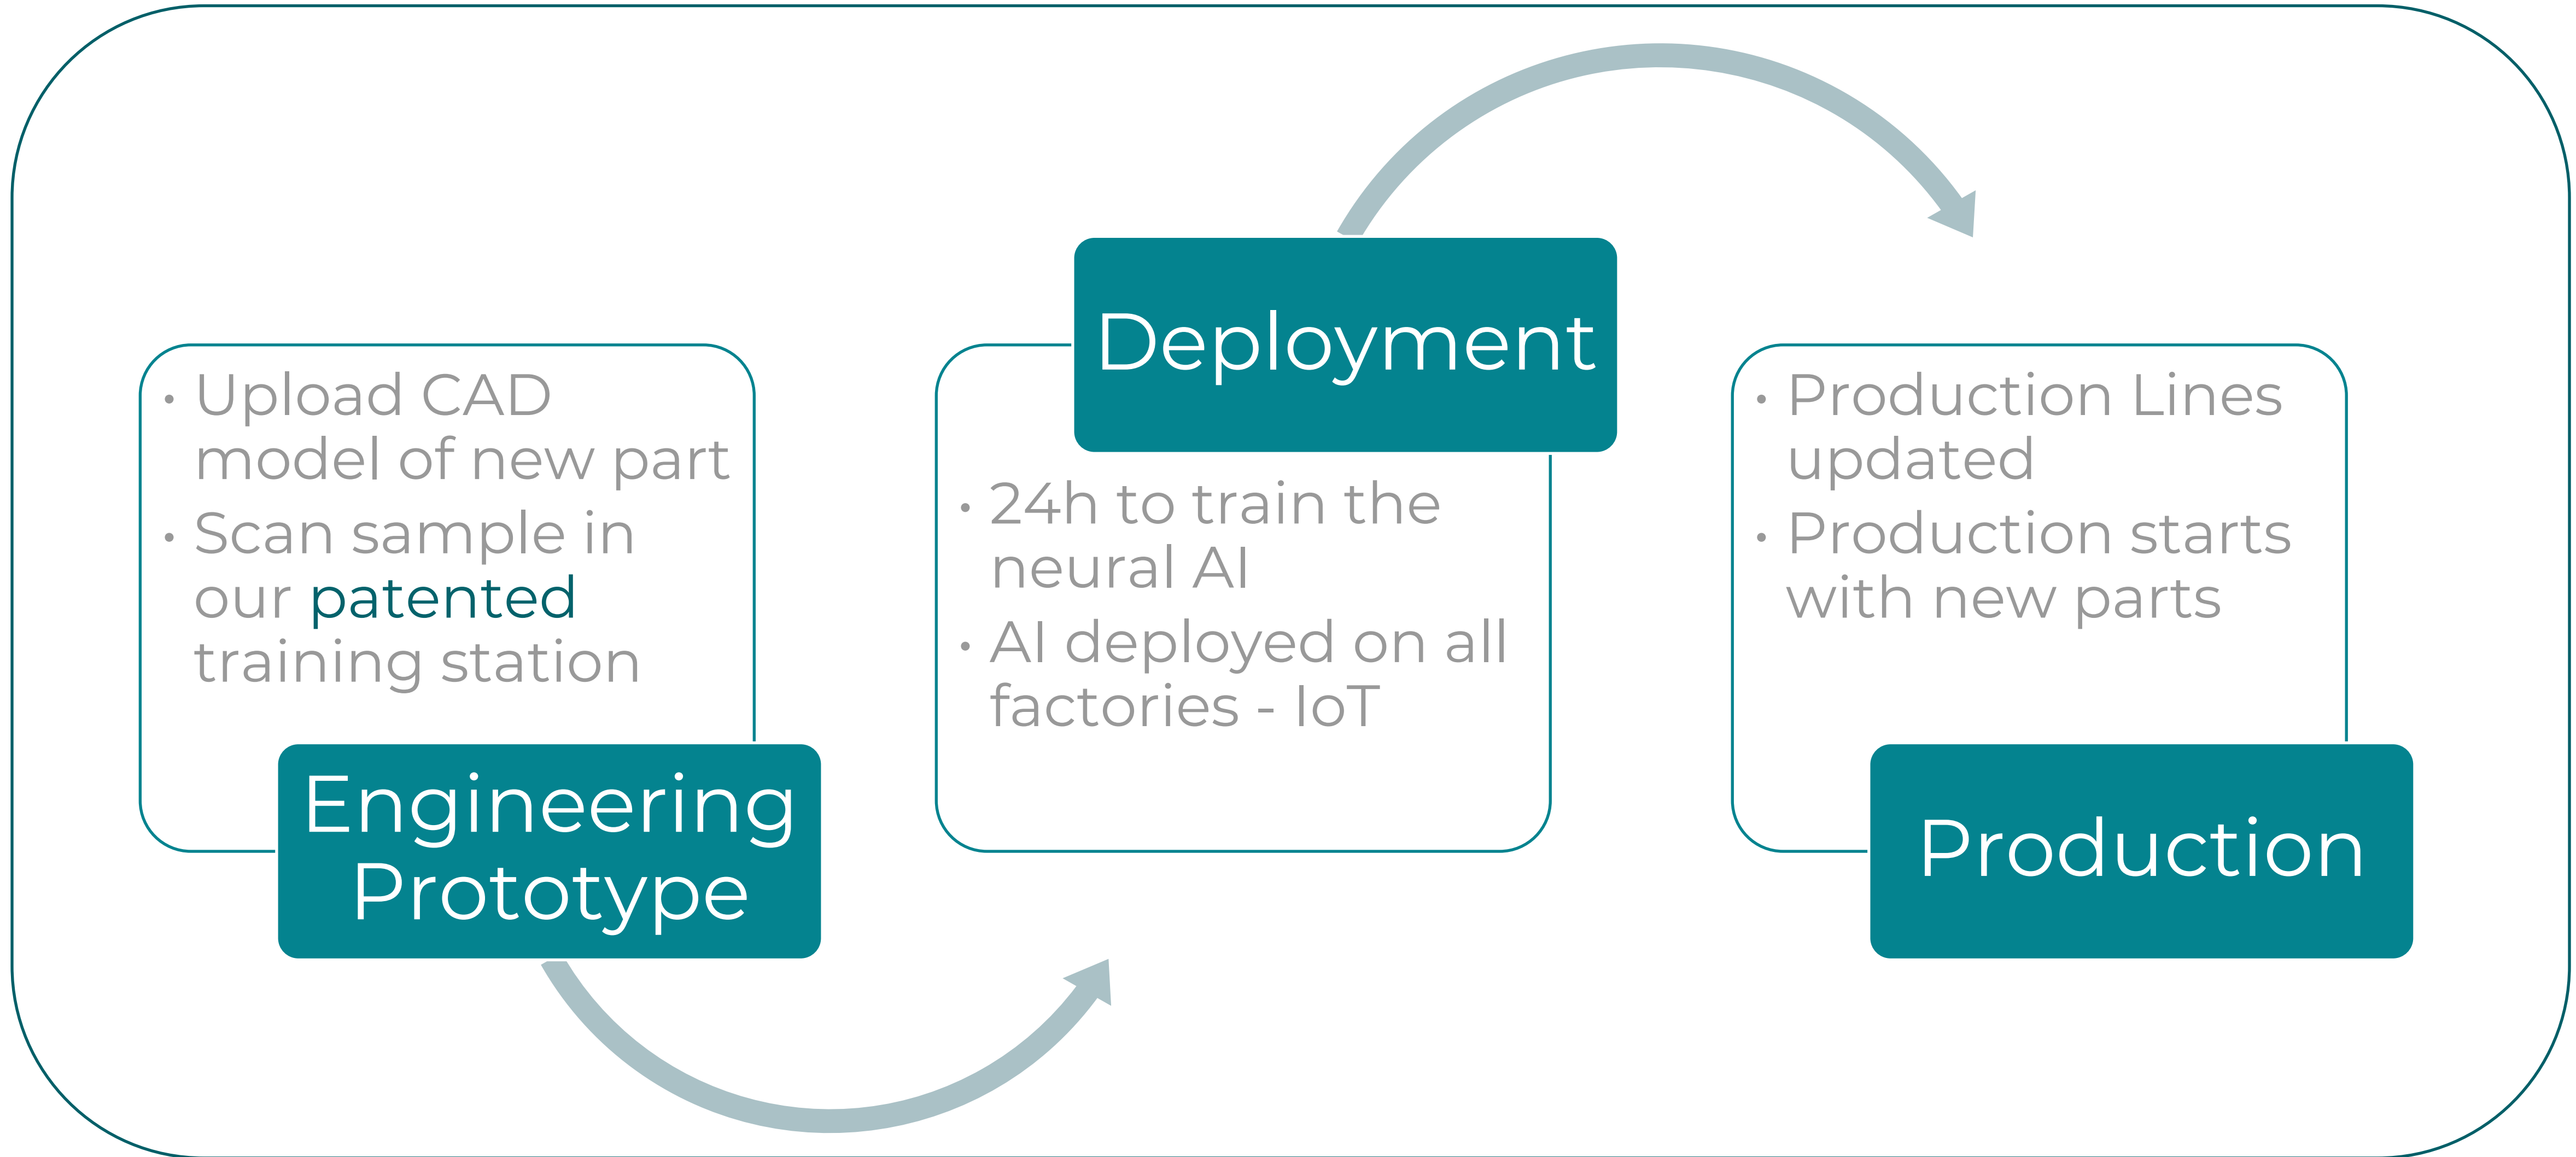 • Upload CAD
model of new part
• Scan sample in
our patented
training station
Engineering
Prototype
Deployment
• 24h to train the
neural AI
• AI deployed on all
factories - IoT
• Production Lines
updated
• Production starts
with new parts
Production